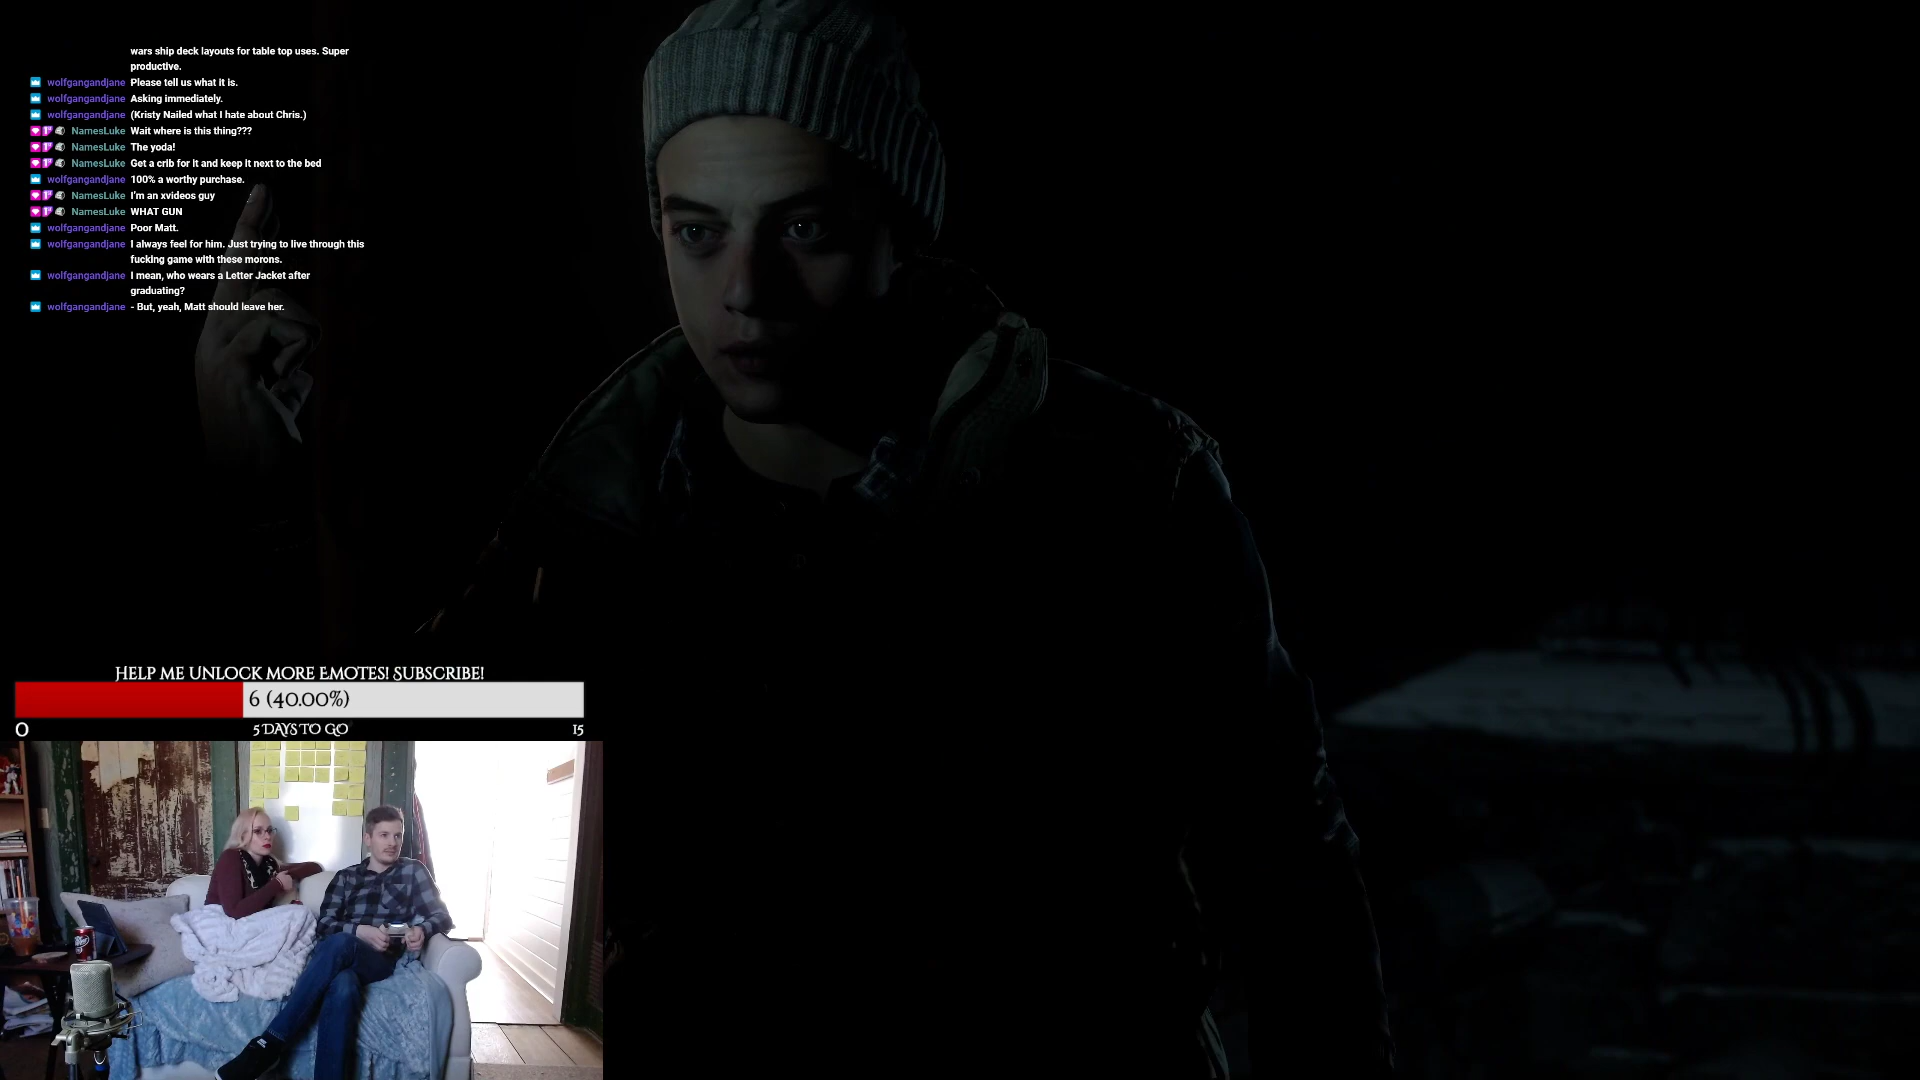 wars ship deck layouts for table top uses. Super
productive.
wolfgangandjane Please tell us what it is.
wolfgangandjane Asking immediately.
wolfgangandjane (Kristy Nailed what I hate about Chris.)
NamesLuke Wait where is this thing???
NamesLuke The yoda!
NamesLuke Get a crib for it and keep it next to the bed
wolfgangandjane 100% a worthy purchase.
NamesLuke I'm an xvideos guy
NamesLuke WHAT GUN
wolfgangandjane Poor Matt.
wolfgangandjane I always feel for him. Just trying to live through this
fucking game with these morons.
wolfgangandjane I mean, who wears a Letter Jacket after
graduating?
wolfgangandjane - But, yeah, Matt should leave her.
Help me unlock more Emotes! Subscribe!
6 (40.00%)
0 5 days to go 15